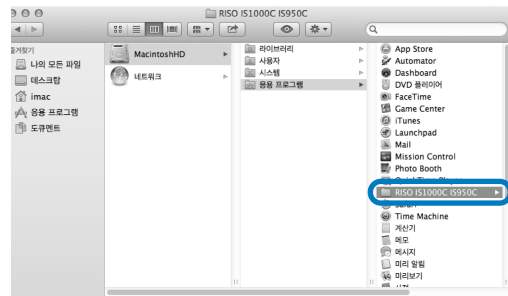 RISO IS1000C IS950C
즐겨찾기
나의 모든 파일
데스크탑
imac
응용 프로그램
도큐멘트
MacintoshHD
네트워크
라이브러리
사용자
시스템
응용 프로그램
App Store
Automator
Dashboard
DVD 플레이어
FaceTime
Game Center
iTunes
Launchpad
Mail
Mission Control
Photo Booth
QuickTime Player
RISO IS1000C IS950C
Safari
Time Machine
계산기
메모
메시지
미리 알림
미리보기